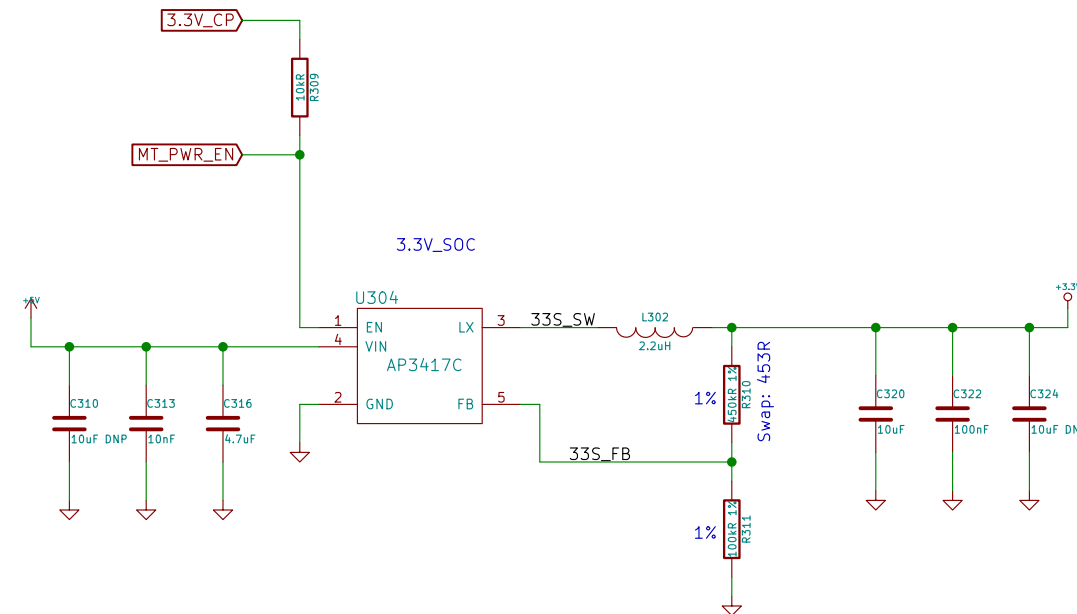 3.3V_CP
10kR
R309
MT_PWR_EN
3.3V_SOC
+5V
U304
1
EN
4
VIN
2
GND
LX
3
FB
5
AP3417C
33S_SW
L302
2.2uH
+3.3V
C310
10uF DNP
C313
10nF
C316
4.7uF
1%
450kR 1%
R310
Swap: 453R
33S_FB
1%
100kR 1%
R311
C320
10uF
C322
100nF
C324
10uF DN